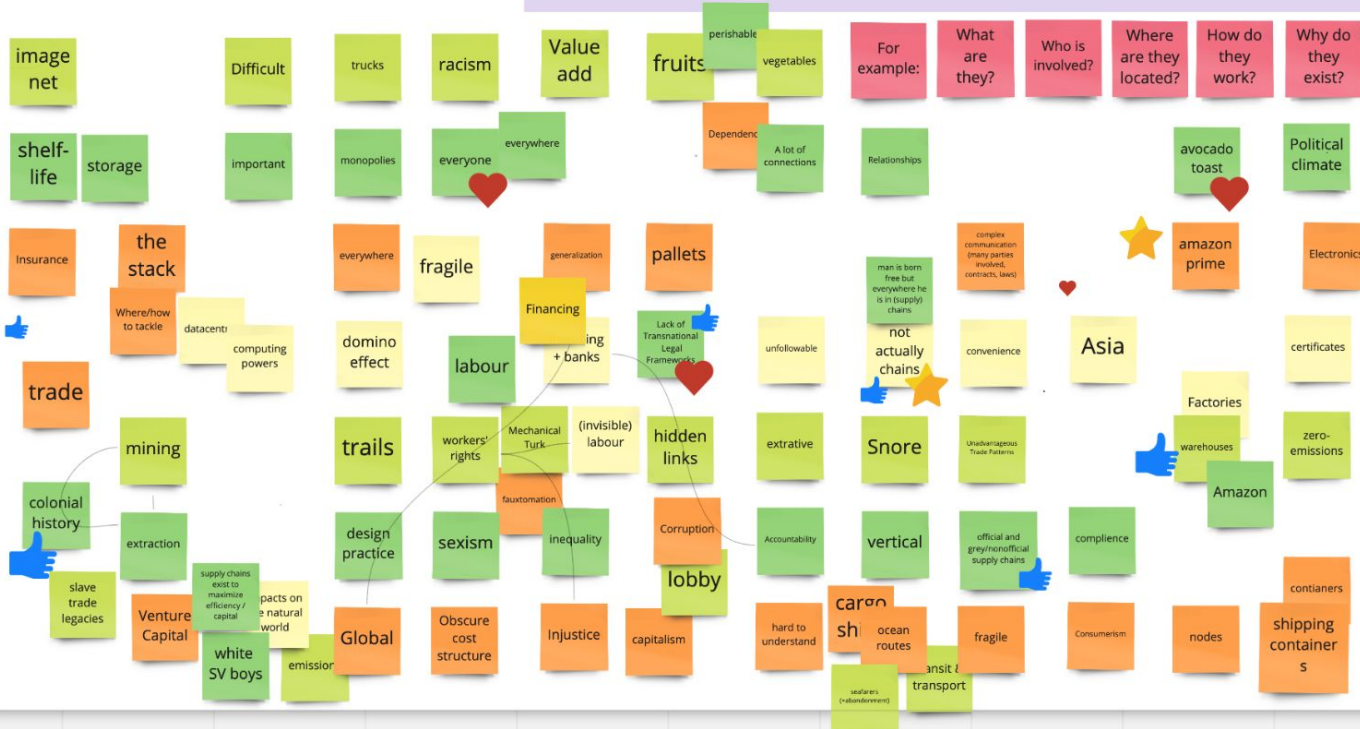 image
net
Difficult
trucks
racism
Value
add
fruits
perishable
vegetables
For
example:
What
are
they?
Who is
involved?
Where
are they
located?
How do
they
work?
Why do
they
exist?
shelf-
life
storage
important
monopolies
everyone
everywhere
A lot of
connections
Relationships
avocado
toast
Political
climate
Insurance
the
stack
Where/how
to tackle
computing
powers
everywhere
fragile
generalization
Financing
+ banks
pallets
Lack of
Transnational
Legal
Frameworks
man is born
free but
everywhere he
is in (supply)
chains
not
actually
chains
complex
communication
(many parties
involved,
contracts, laws)
amazon
prime
Electronics
trade
domino
effect
labour
unfollowable
convenience
Asia
certificates
mining
trails
workers'
rights
Mechanical
Turk
(invisible)
labour
hidden
links
extrative
Snore
Unadvantageous
Trade Patterns
Factories
warehouses
Amazon
zero-
emissions
colonial
history
extraction
design
practice
sexism
fauxtomation
inequality
Corruption
lobby
Accountability
vertical
official and
grey/nonofficial
supply chains
complience
slave
trade
legacies
Venture
Capital
supply chains
exist to
maximize
efficiency /
capital
natural
world
white
SV boys
emission
Global
Obscure
cost
structure
Injustice
capitalism
hard to
understand
cargo
ocean
routes
seafarers
(+abandonment)
transport
fragile
Consumerism
nodes
contianers
shipping
container
s